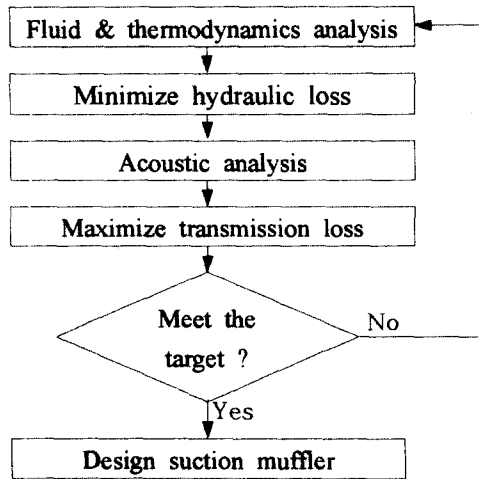 Fluid & thermodynamics analysis
Minimize hydraulic loss
Acoustic analysis
Maximize transmission loss
Meet the
target ?
No
Yes
Design suction muffler